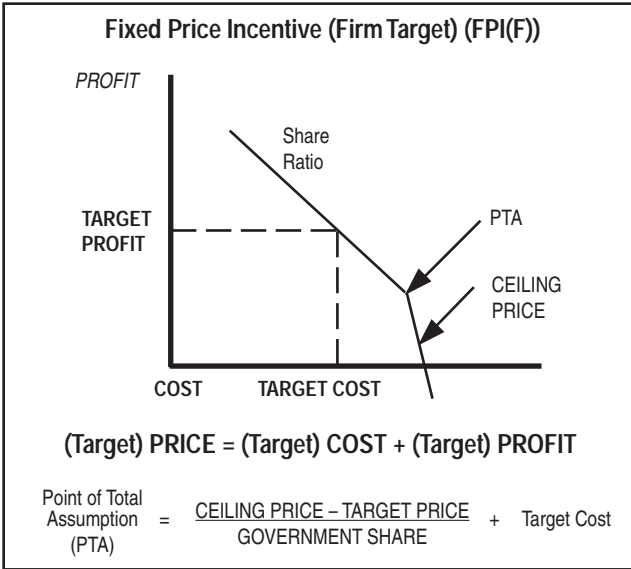 Fixed Price Incentive (Firm Target) (FPI(F))
PROFIT
Share
Ratio
TARGET
PROFIT
PTA
CEILING
PRICE
COST
TARGET COST
(Target) PRICE = (Target) COST + (Target) PROFIT
Point of Total
Assumption
(PTA)
=
CEILING PRICE – TARGET PRICE
GOVERNMENT SHARE
+
Target Cost